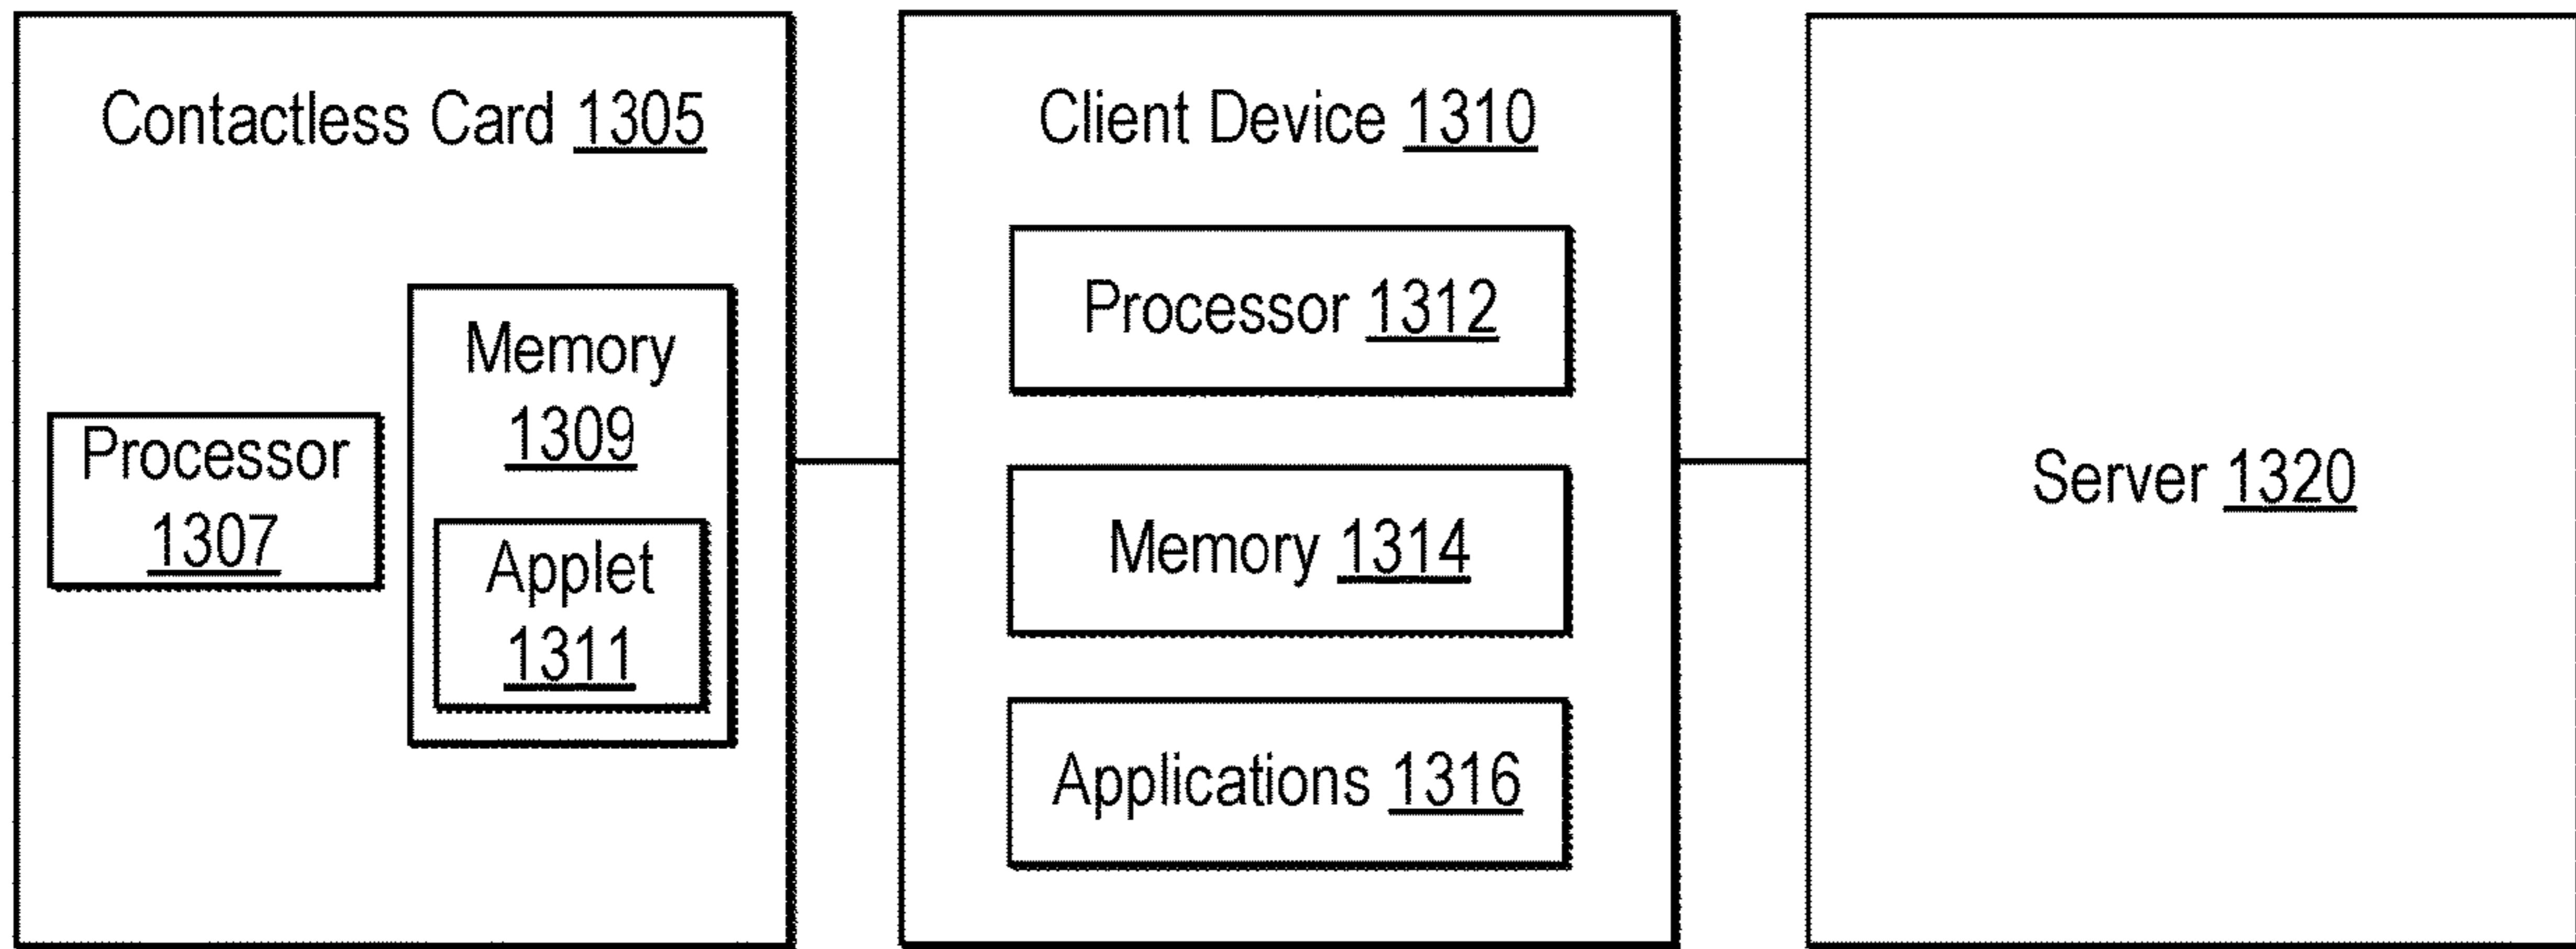 Contactless Card 1305
Processor
1307
Memory
1309
Applet
1311
Client Device 1310
Processor 1312
Memory 1314
Applications 1316
Server 1320